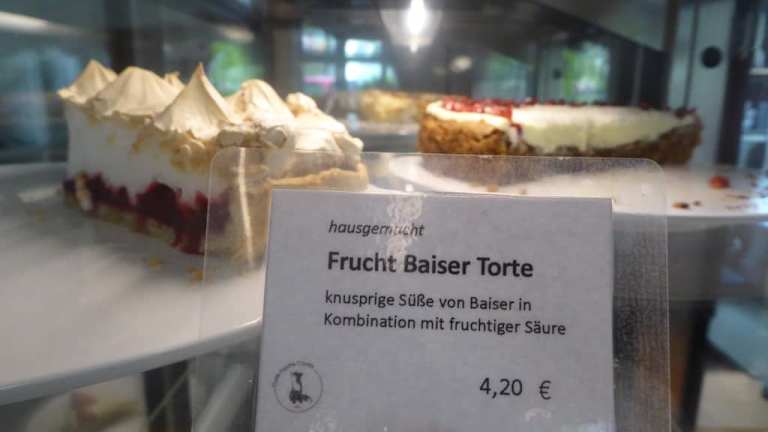 hausgemacht
Frucht Baiser Torte
knusprige Süße von Baiser in
Kombination mit fruchtiger Säure
4,20 €